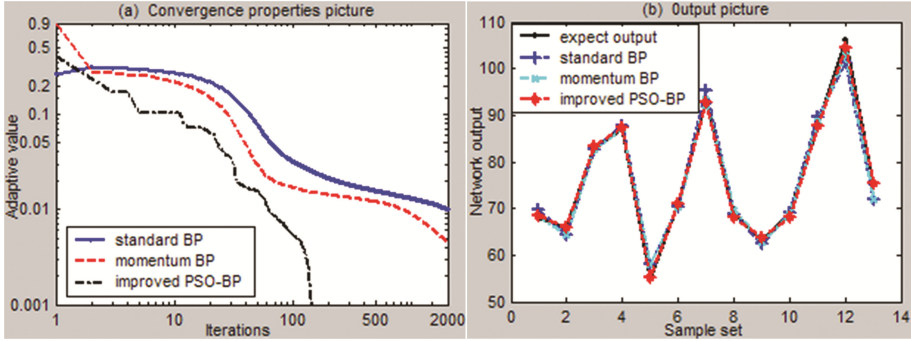 (a) Convergence properties picture
Adaptive value
0.9
0.5
0.2
0.1
0.05
0.01
0.001
standard BP
momentum BP
improved PSO-BP
1 10 100 500 2000
Iterations
(b) Output picture
Network output
110
100
90
80
70
60
50
expect output
standard BP
momentum BP
improved PSO-BP
0 2 4 6 8 10 12 14
Sample set